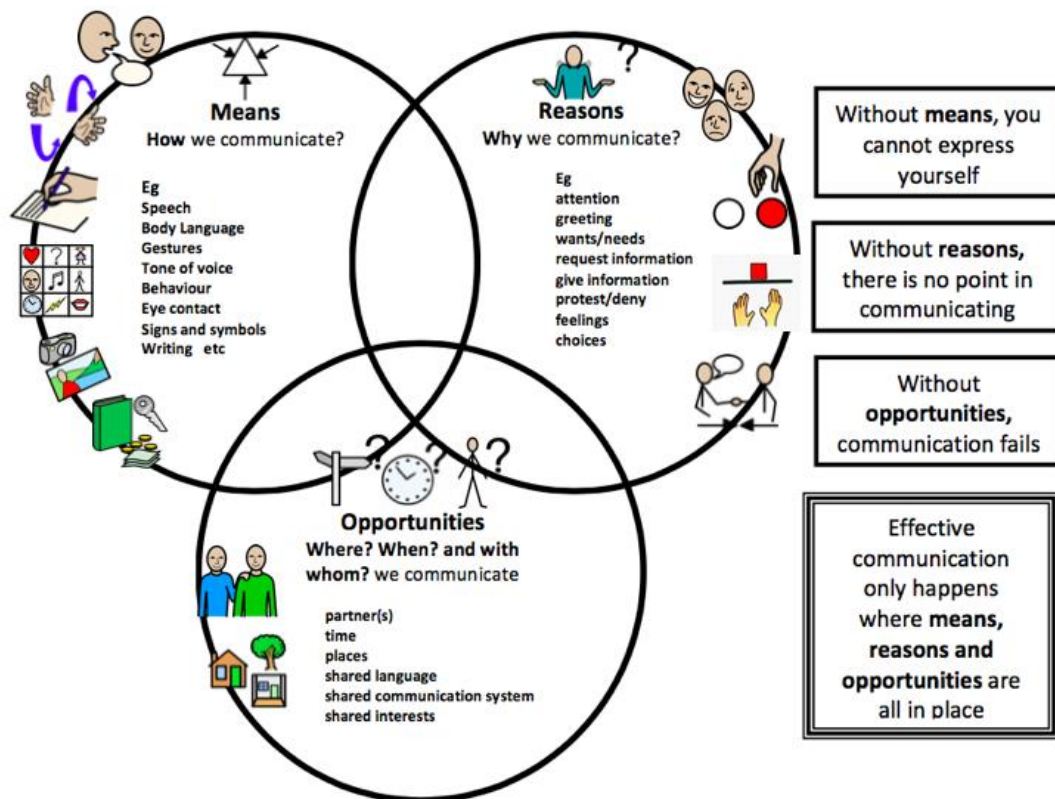 Means
How we communicate?
Eg
Speech
Body Language
Gestures
Tone of voice
Behaviour
Eye contact
Signs and symbols
Writing etc
?
Reasons
Why we communicate?
Eg
attention
greeting
wants/needs
request information
give information
protest/deny
feelings
choices
?
? ? ?
Opportunities
Where? When? and with
whom? we communicate
partner(s)
time
places
shared language
shared communication system
shared interests
Without means, you
cannot express
yourself
Without reasons,
there is no point in
communicating
Without
opportunities,
communication fails
Effective
communication
only happens
where means,
reasons and
opportunities are
all in place